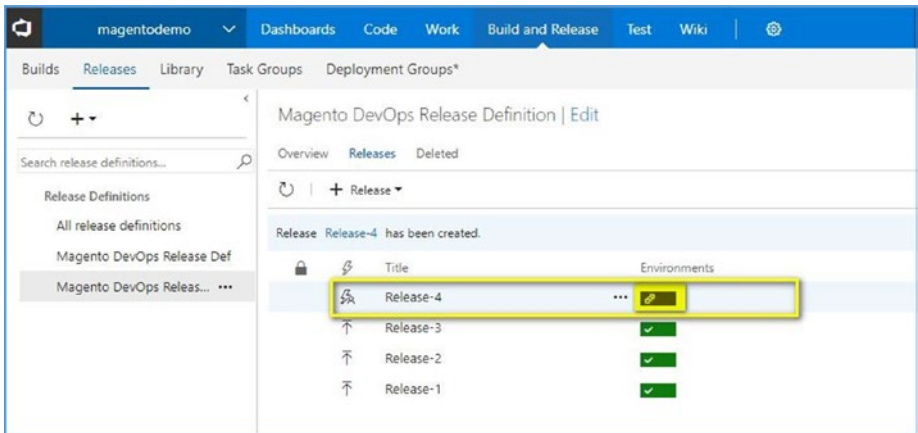 magentodemo Dashboards Code Work Build and Release Test Wiki
Builds Releases Library Task Groups Deployment Groups*
Magento DevOps Release Definition | Edit
Search release definitions...
Overview Releases Deleted
Release Definitions
+ Release
All release definitions
Release Release-4 has been created.
Magento DevOps Release Def
Title Environments
Magento DevOps Releas... •••
Release-4 •••
Release-3
Release-2
Release-1